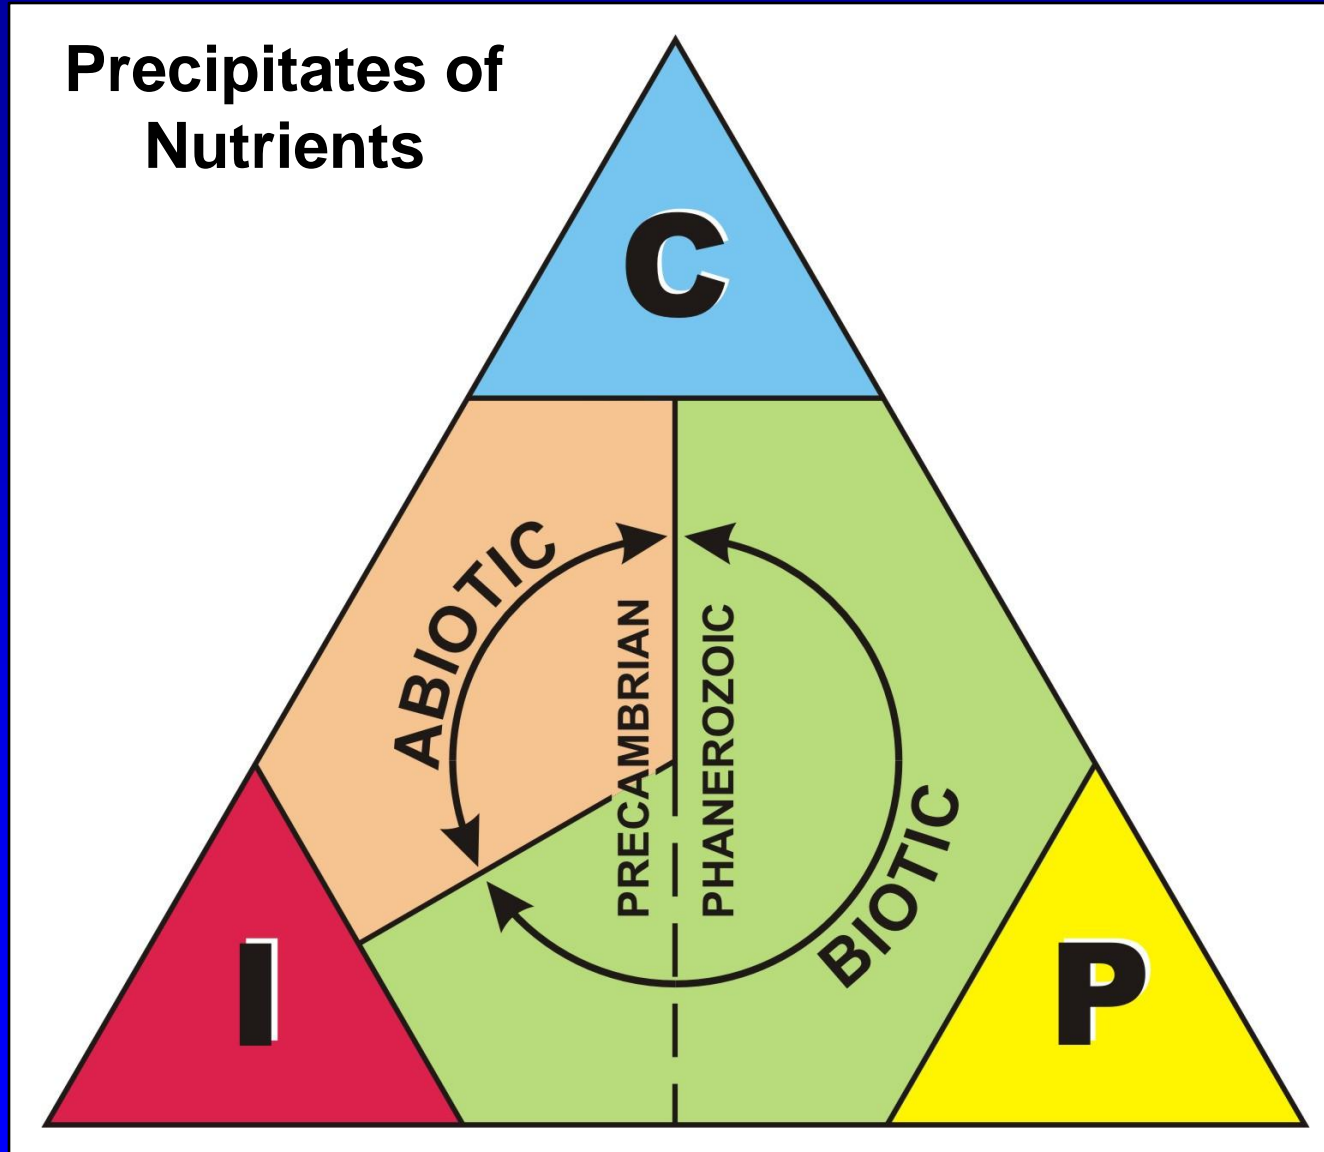 Precipitates of
Nutrients
C
ABIOTIC
PRECAMBRIAN
PHANEROZOIC
BIOTIC
I
P